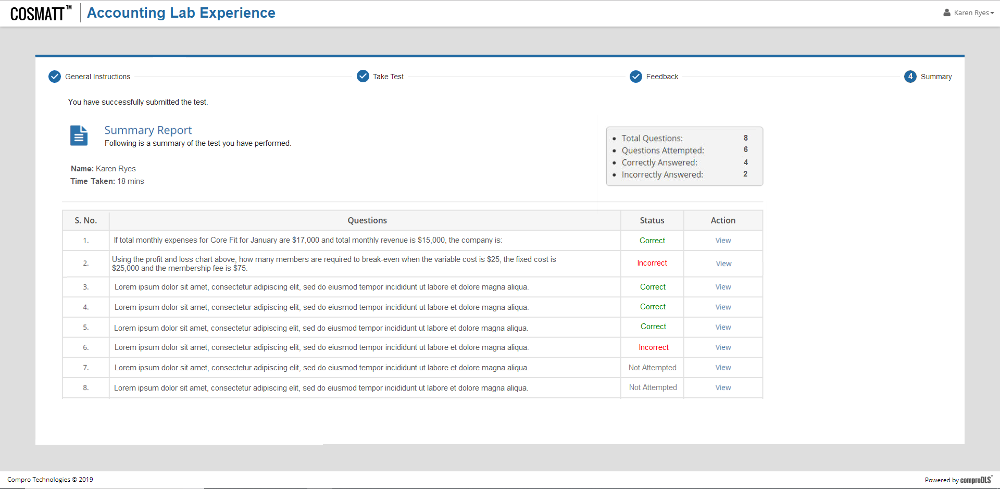 COSMATT™ Accounting Lab Experience Karen Ryes
General Instructions Take Test Feedback 4 Summary
You have successfully submitted the test.
Summary Report
Following is a summary of the test you have performed.
Name: Karen Ryes
Time Taken: 18 mins
• Total Questions: 8
• Questions Attempted: 6
• Correctly Answered: 4
• Incorrectly Answered: 2
S. No. Questions Status Action
1. If total monthly expenses for Core Fit for January are $17,000 and total monthly revenue is $15,000, the company is: Correct View
2. Using the profit and loss chart above, how many members are required to break-even when the variable cost is $25, the fixed cost is
$25,000 and the membership fee is $75. Incorrect View
3. Lorem ipsum dolor sit amet, consectetur adipiscing elit, sed do eiusmod tempor incididunt ut labore et dolore magna aliqua. Correct View
4. Lorem ipsum dolor sit amet, consectetur adipiscing elit, sed do eiusmod tempor incididunt ut labore et dolore magna aliqua. Correct View
5. Lorem ipsum dolor sit amet, consectetur adipiscing elit, sed do eiusmod tempor incididunt ut labore et dolore magna aliqua. Correct View
6. Lorem ipsum dolor sit amet, consectetur adipiscing elit, sed do eiusmod tempor incididunt ut labore et dolore magna aliqua. Incorrect View
7. Lorem ipsum dolor sit amet, consectetur adipiscing elit, sed do eiusmod tempor incididunt ut labore et dolore magna aliqua. Not Attempted View
8. Lorem ipsum dolor sit amet, consectetur adipiscing elit, sed do eiusmod tempor incididunt ut labore et dolore magna aliqua. Not Attempted View
Compro Technologies © 2019 Powered by comproDLS™